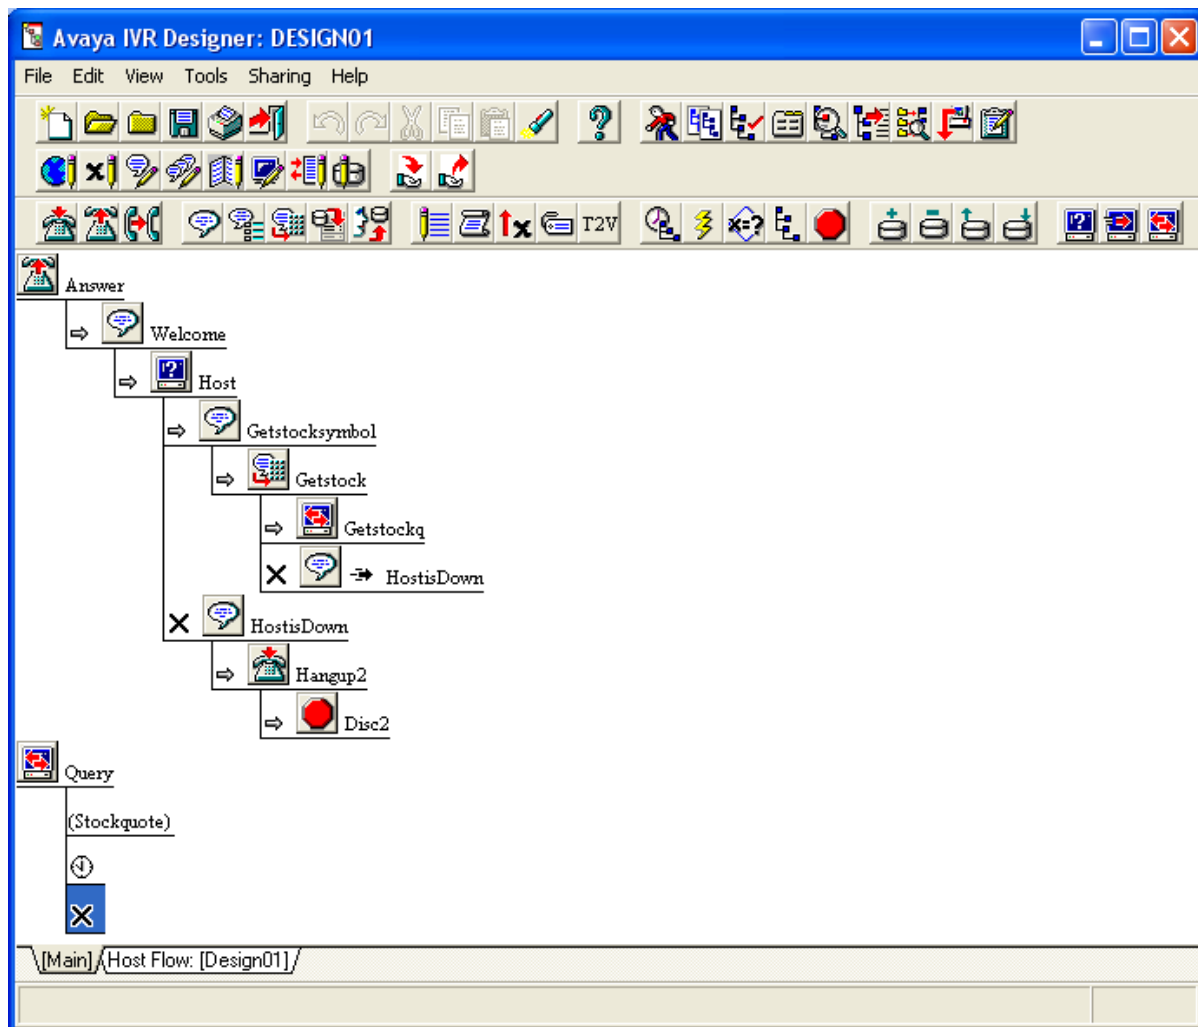 Avaya IVR Designer: DESIGN01
File Edit View Tools Sharing Help
T2V
Answer
Welcome
Host
Getstocksymbol
Getstock
Getstockq
HostisDown
HostisDown
Hangup2
Disc2
Query
(Stockquote)
[Main] Host Flow: [Design01]